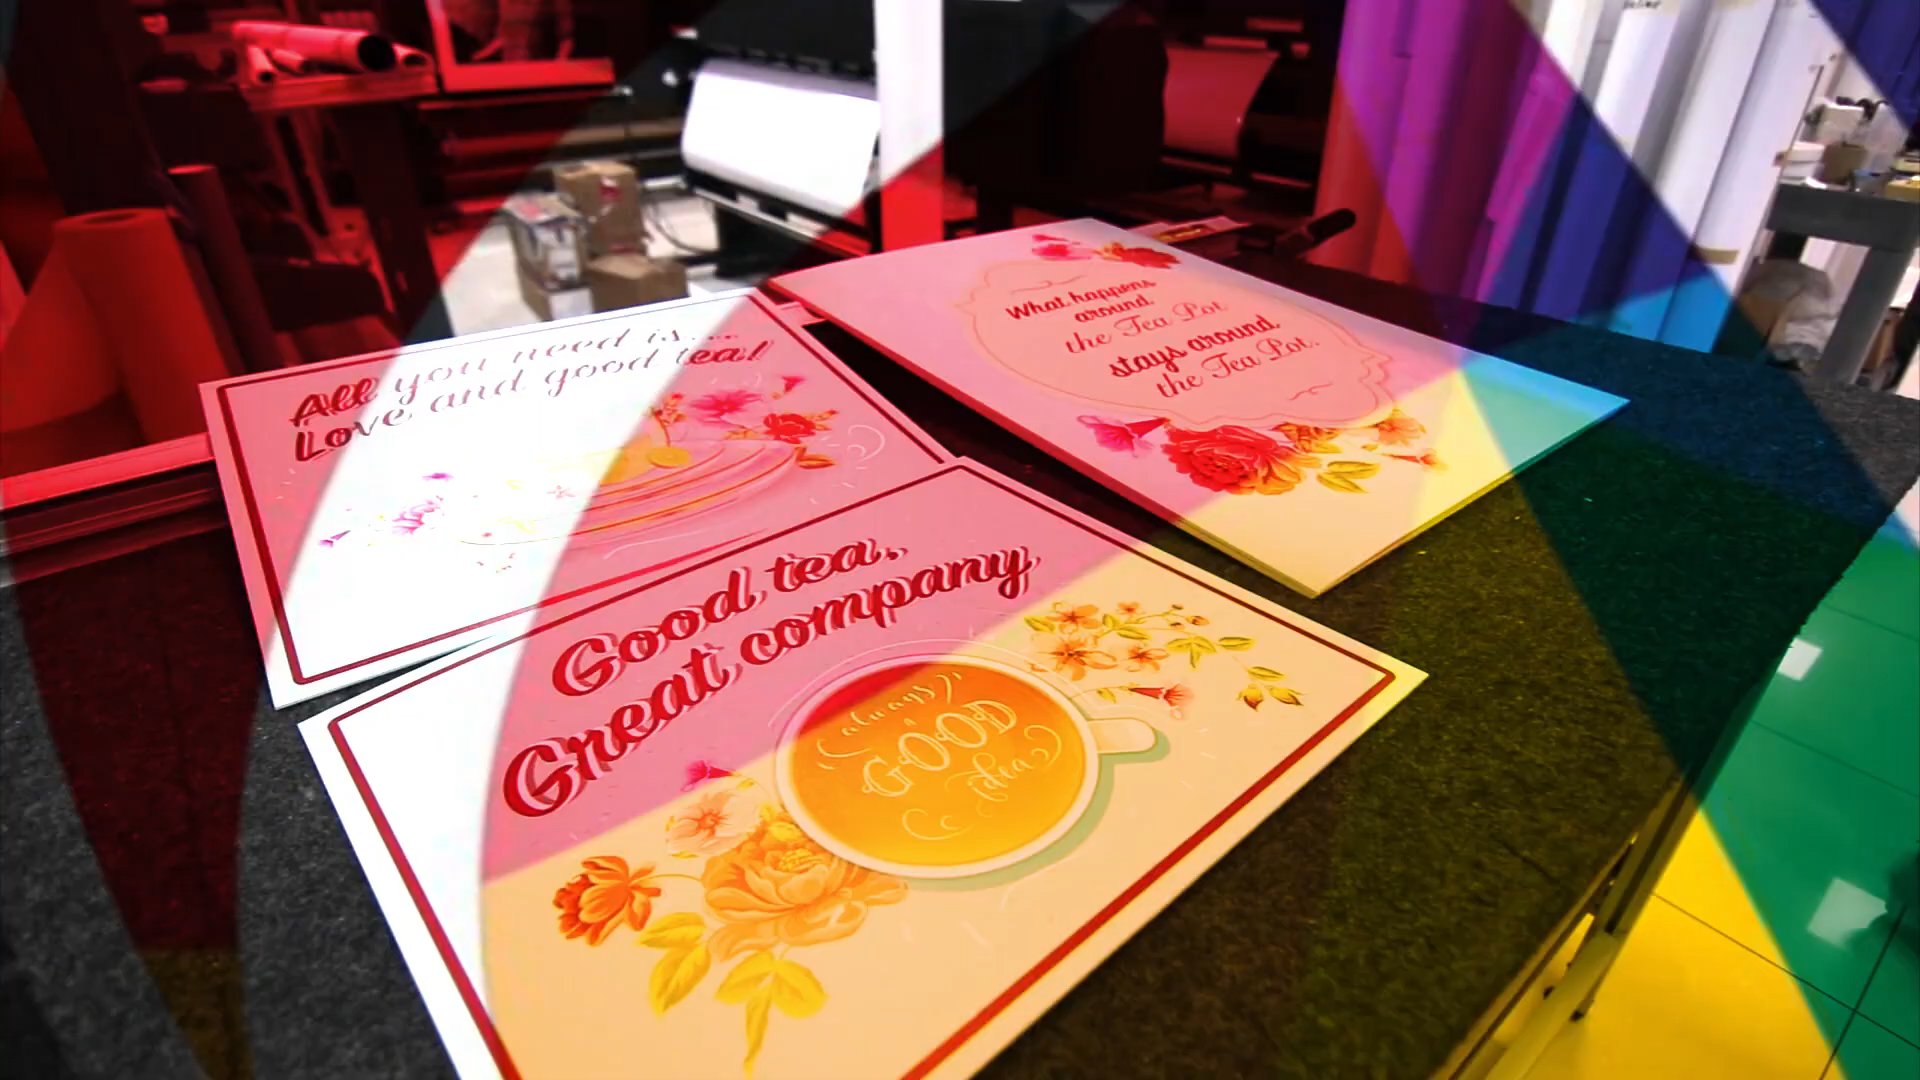 All you need is...
Love and good tea!
What happens
around
the Tea Pot
stays around
the Tea Pot.
Good tea,
Great company
always
a
GOOD
idea